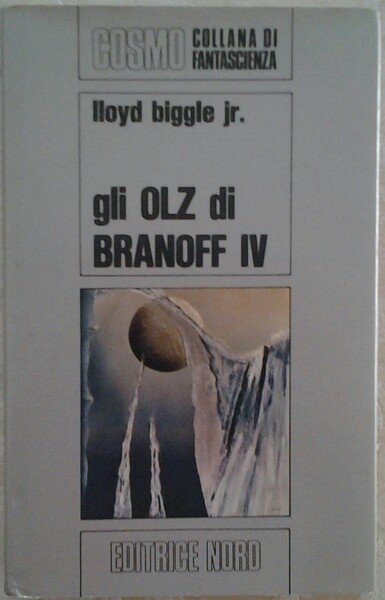 COSMO COLLANA DI
FANTASCIENZA
lloyd biggle jr.
gli OLZ di
BRANOFF IV
EDITRICE NORD